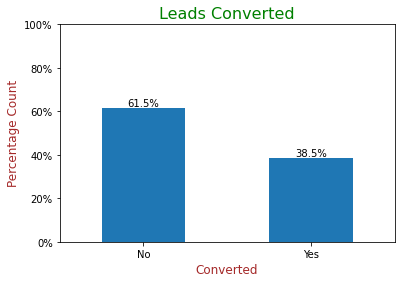 Leads Converted
Percentage Count
100%
80%
60%
40%
20%
0%
61.5%
38.5%
No
Yes
Converted